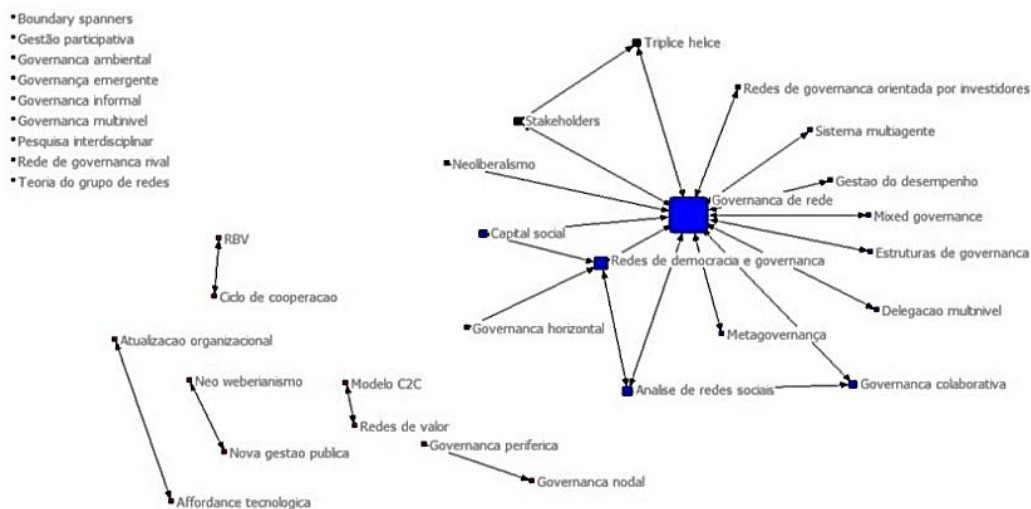 Boundary spanners
Gestão participativa
Governanca ambiental
Governança emergente
Governanca informal
Governanca multinivel
Pesquisa interdisciplinar
Rede de governanca rival
Teoria do grupo de redes
Triplice helce
Redes de governanca orientada por investidores
Stakeholders
Sistema multiagente
Neoliberalsmo
Gestao do desempenho
Governanca de rede
Mixed governance
Capital social
RBV
Estruturas de governanca
Redes de democracia e governanca
Ciclo de cooperacao
Delegacao multinivel
Governanca horizontal
Metagovernança
Atualizacao organizacional
Neo weberianismo
Modelo C2C
Analise de redes sociais
Governanca colaborativa
Redes de valor
Governanca periferica
Nova gestao publica
Governanca nodal
Affordance tecnologica